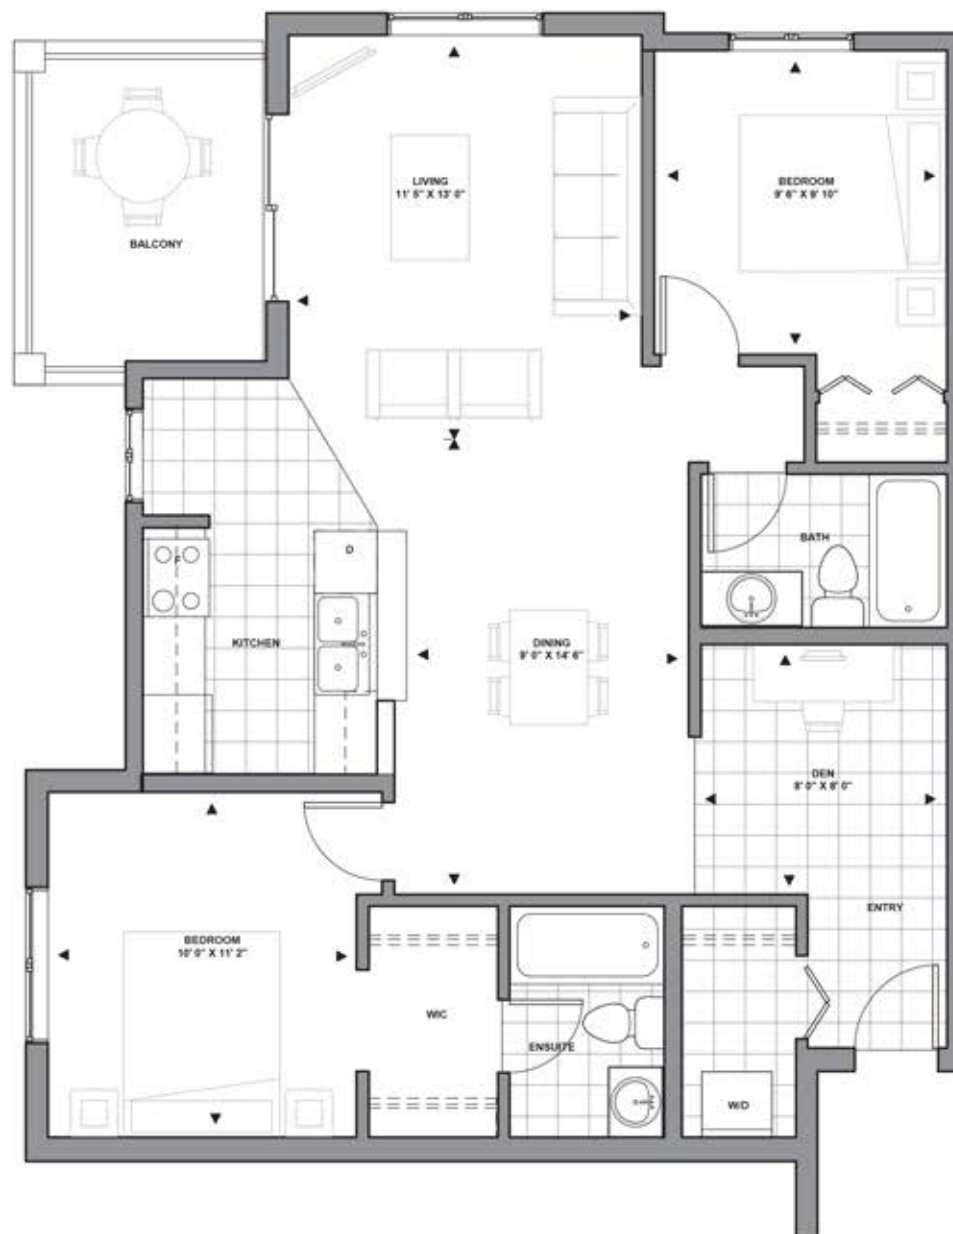 LIVING
11' 5" X 13' 0"
BEDROOM
9' 6" X 9' 10"
BALCONY
BATH
D
F
KITCHEN
DINING
9' 0" X 14' 6"
DEN
8' 0" X 8' 0"
ENTRY
BEDROOM
10' 0" X 11' 2"
WIC
ENSUITE
W/D